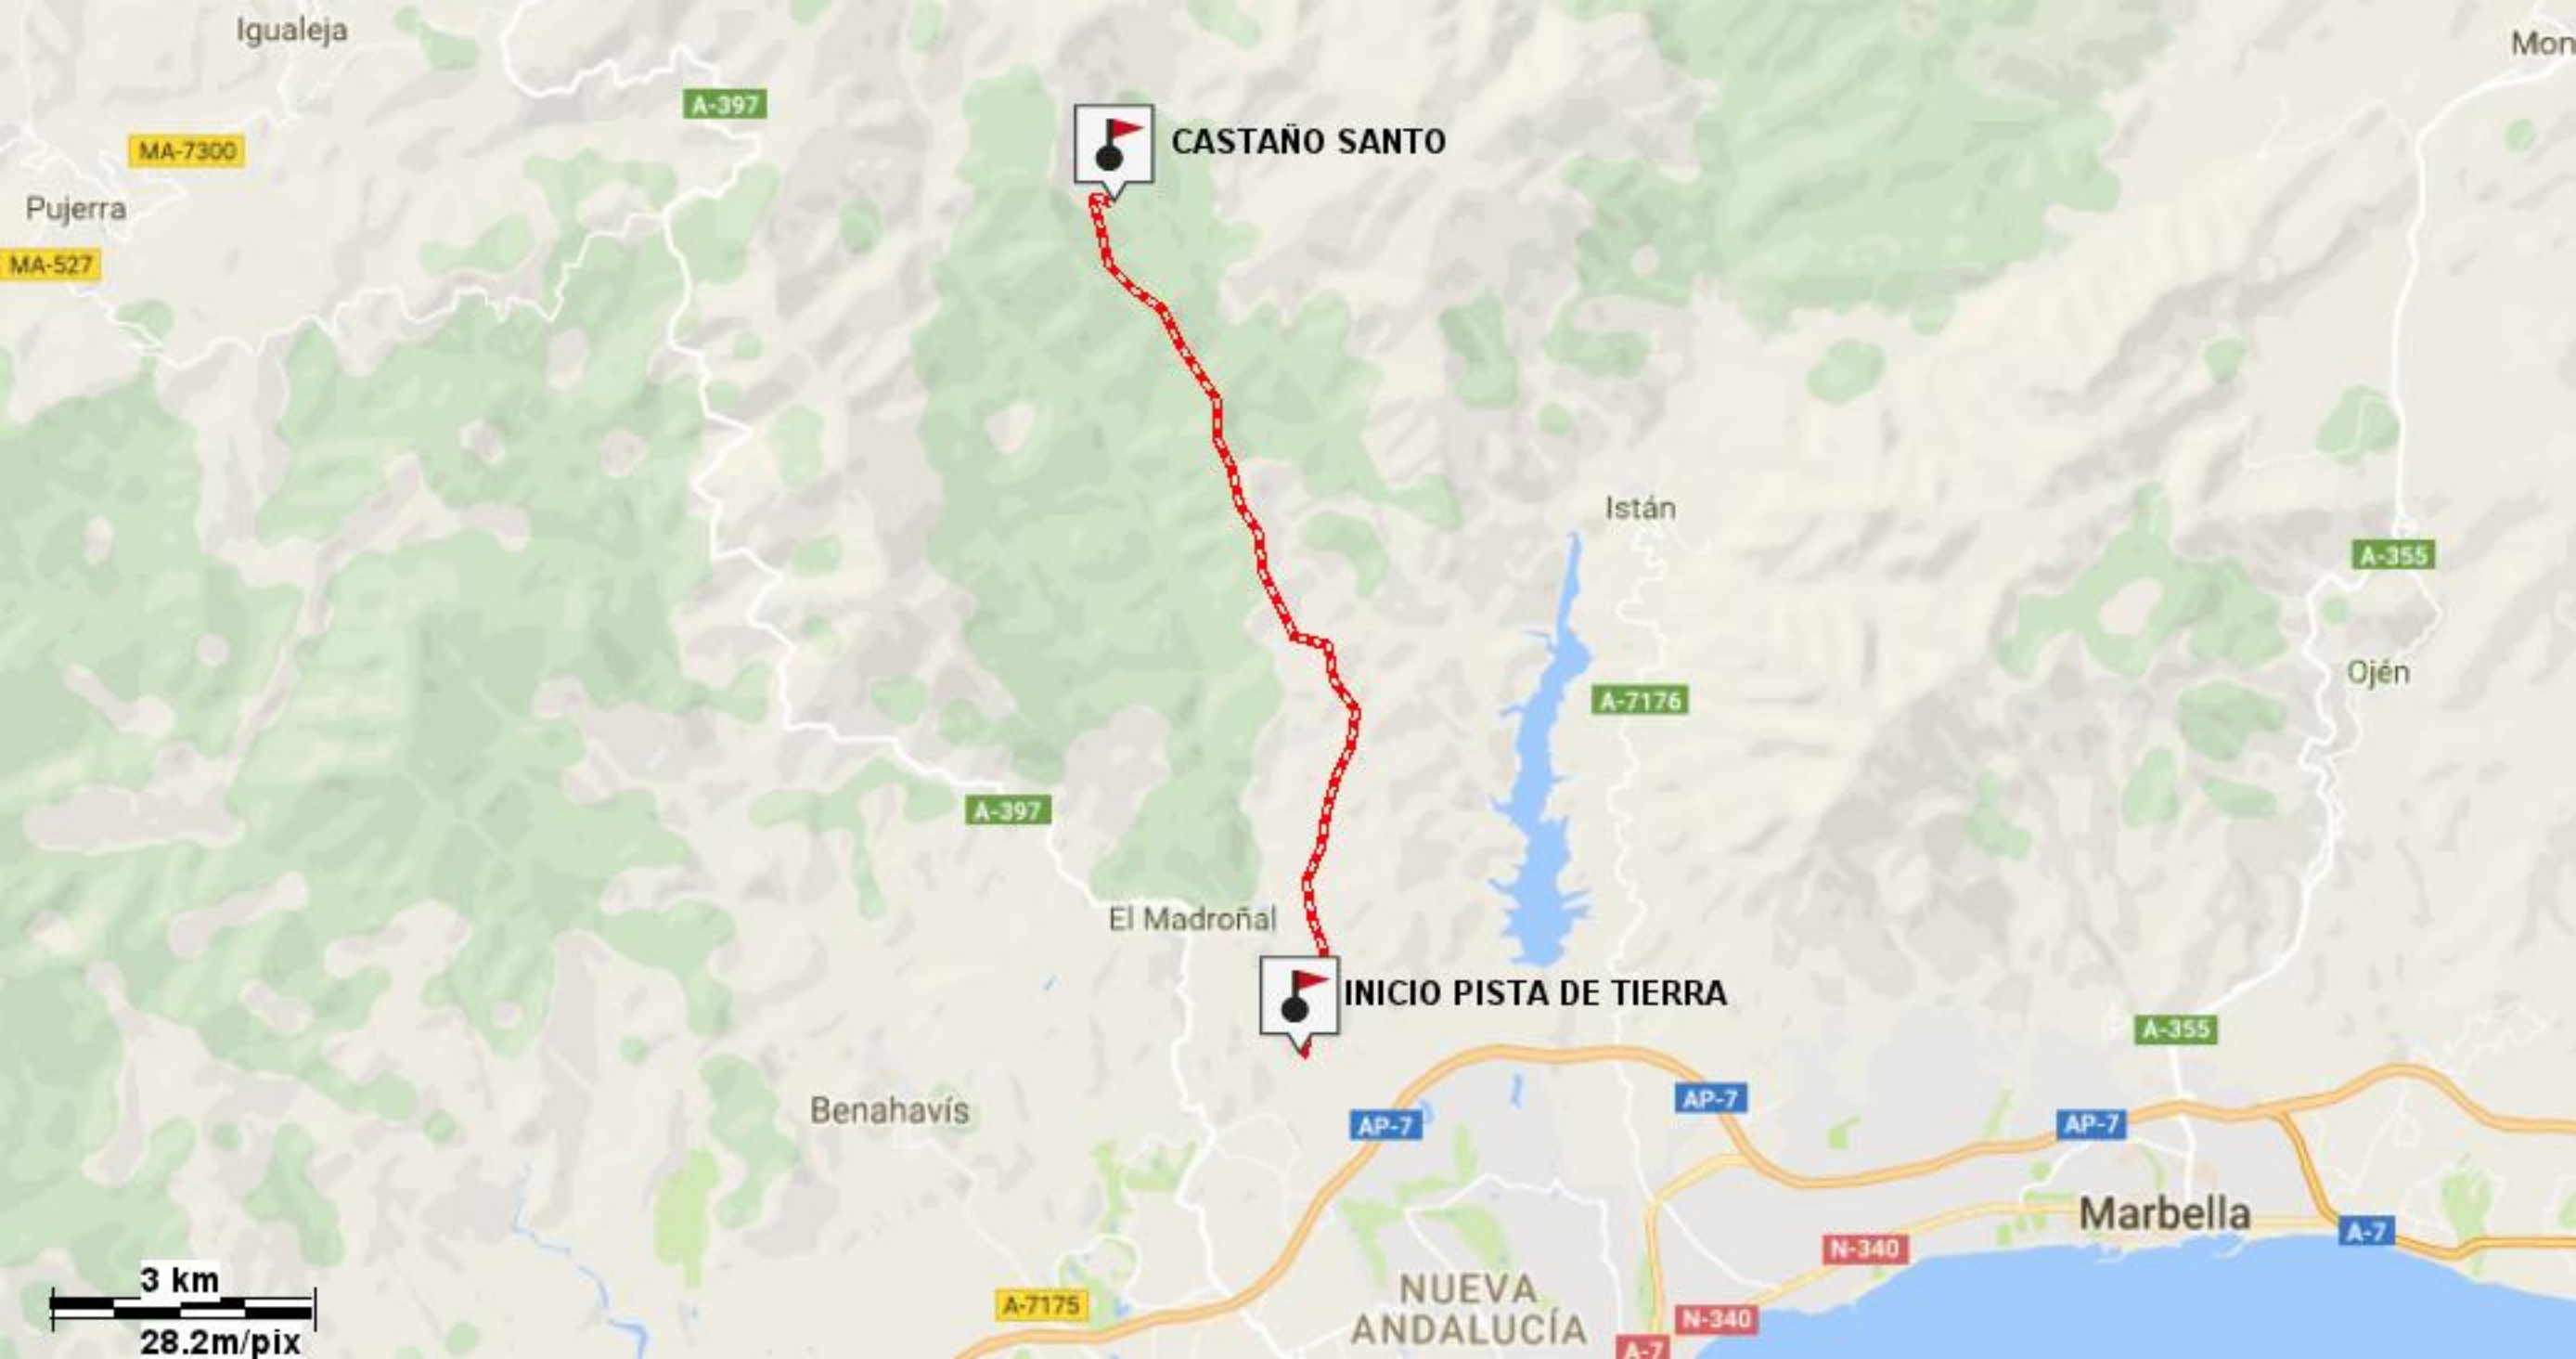 Igualeja
Mon
A-397
CASTAÑO SANTO
MA-7300
Pujerra
MA-527
Istán
A-355
Ojén
A-7176
A-397
El Madroñal
INICIO PISTA DE TIERRA
A-355
Benahavís
AP-7
AP-7
AP-7
Marbella
A-7
N-340
3 km
NUEVA
ANDALUCÍA
A-7175
N-340
28.2m/pix
A-7